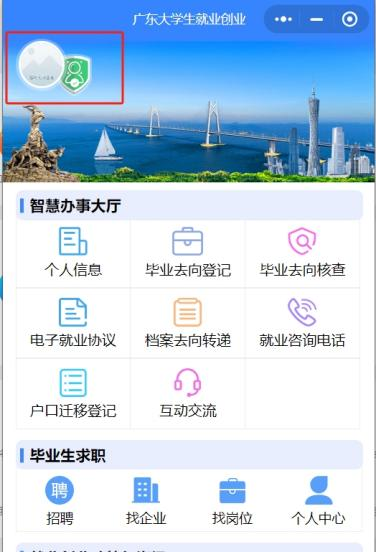 广东大学生就业创业
智慧办事大厅
个人信息
毕业去向登记
毕业去向核查
电子就业协议
档案去向转递
就业咨询电话
户口迁移登记
互动交流
毕业生求职
聘
招聘
找企业
找岗位
个人中心